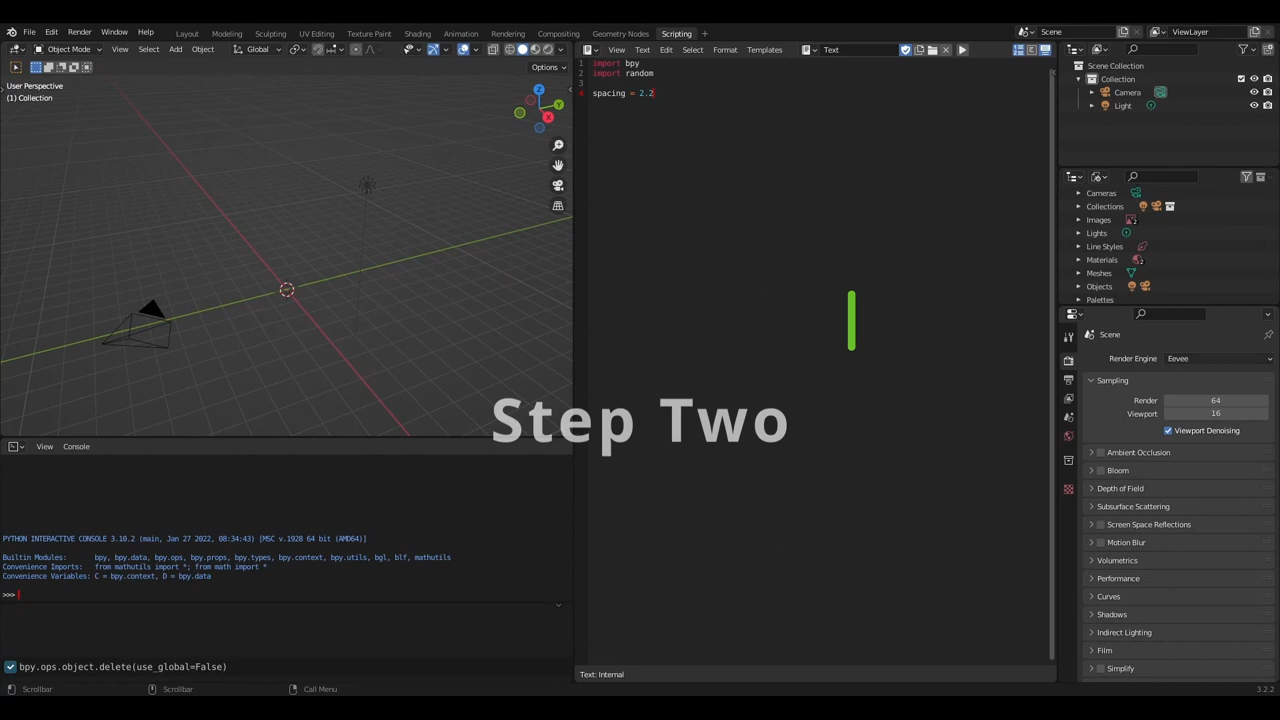 File Edit Render Window Help Layout Modeling Sculpting UV Editing Texture Paint Shading Animation Rendering Compositing Geometry Nodes Scripting + Scene ViewLayer
Object Mode View Select Add Object Global
Options
User Perspective
(1) Collection
Z
Y
X
View Text Edit Select Format Templates Text
1 import bpy
2 import random
3
4 spacing = 2.2
Step Two
Text: Internal
Scene Collection
Collection
Camera
Light
Cameras
Collections
Images 2
Lights
Line Styles
Materials 2
Meshes
Objects
Palettes
Scene
Render Engine Eevee
Sampling
Render 64
Viewport 16
Viewport Denoising
Ambient Occlusion
Bloom
Depth of Field
Subsurface Scattering
Screen Space Reflections
Motion Blur
Volumetrics
Performance
Curves
Shadows
Indirect Lighting
Film
Simplify
View Console
PYTHON INTERACTIVE CONSOLE 3.10.2 (main, Jan 27 2022, 08:34:43) [MSC v.1928 64 bit (AMD64)]
Builtin Modules: bpy, bpy.data, bpy.ops, bpy.props, bpy.types, bpy.context, bpy.utils, bgl, blf, mathutils
Convenience Imports: from mathutils import *; from math import *
Convenience Variables: C = bpy.context, D = bpy.data
>>>
bpy.ops.object.delete(use_global=False)
Scrollbar Scrollbar Call Menu 3.2.2